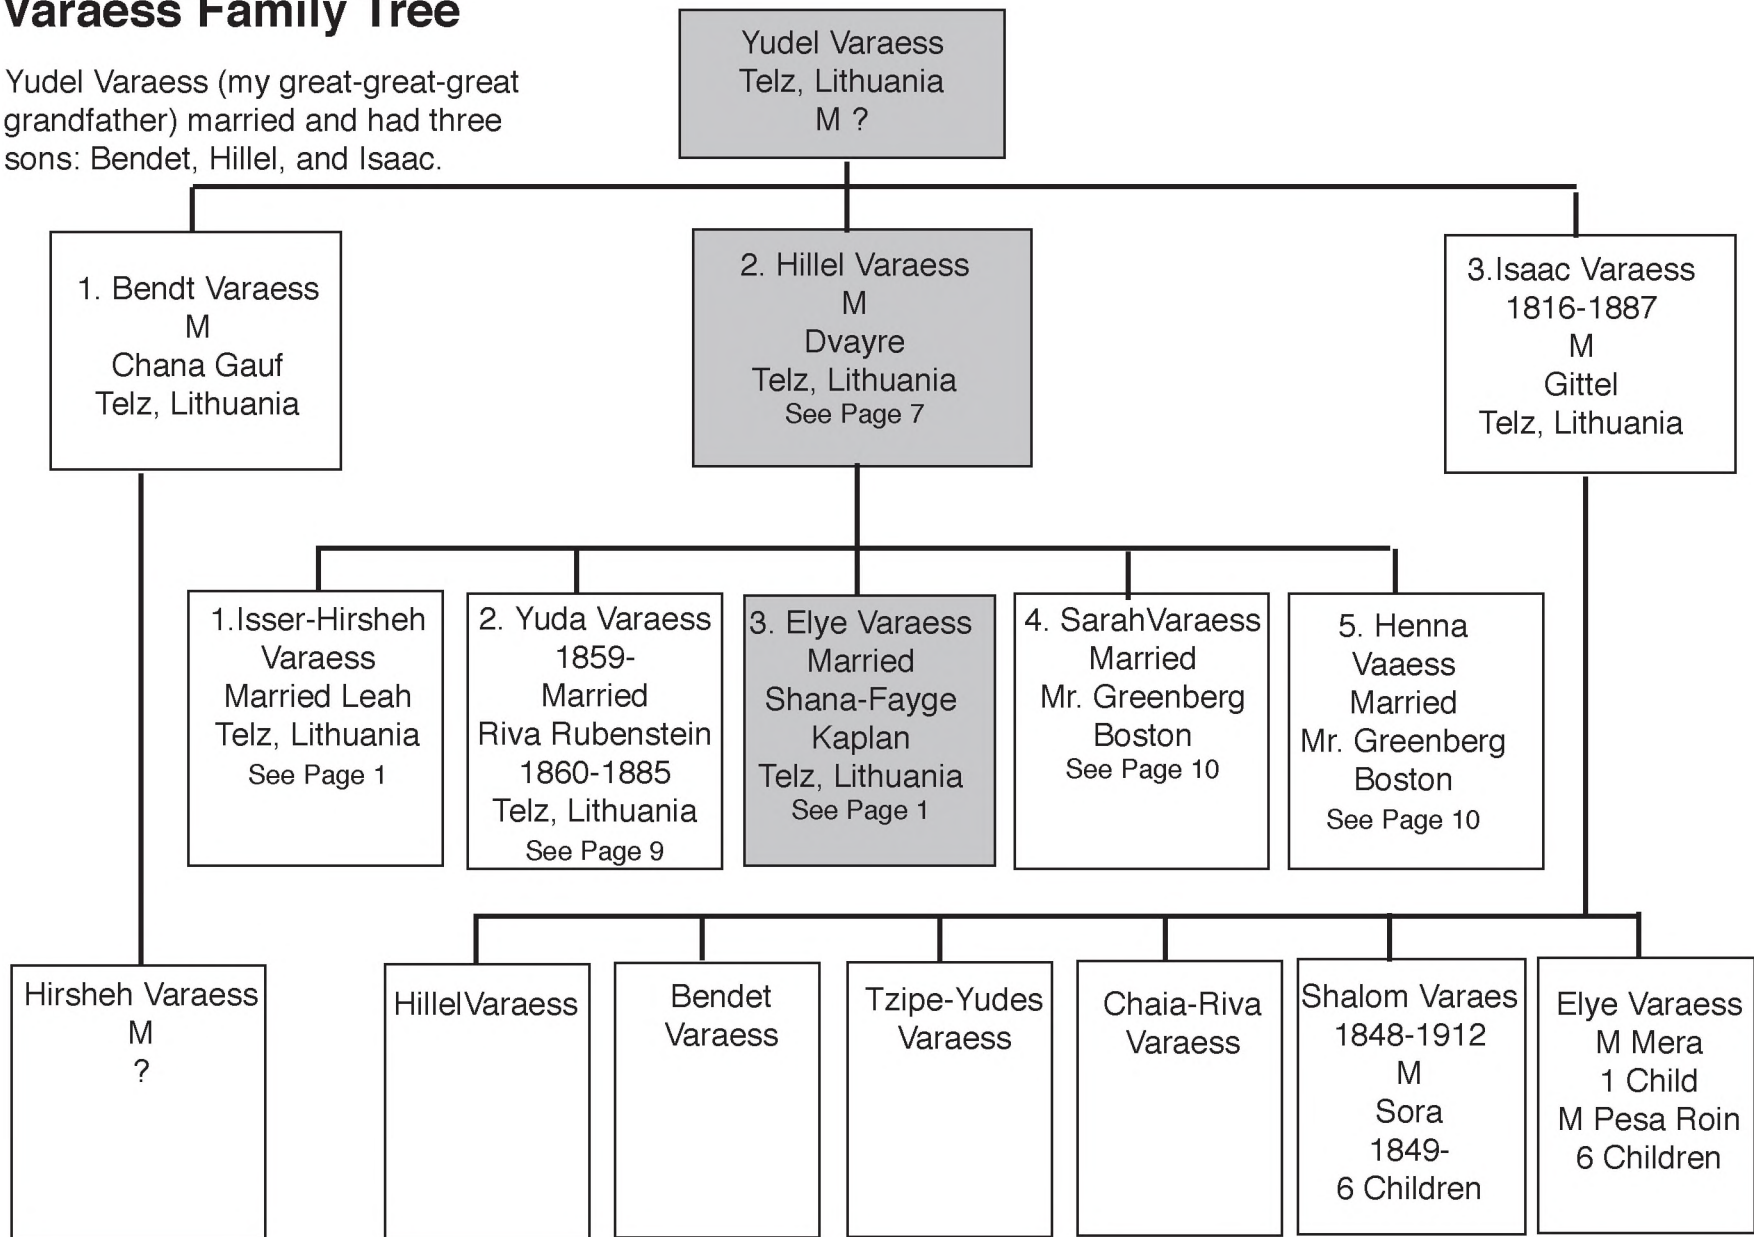 Varaess Family Tree
Yudel Varaess (my great-great-great
grandfather) married and had three
sons: Bendet, Hillel, and Isaac.
Yudel Varaess
Telz, Lithuania
M ?
1. Bendt Varaess
M
Chana Gauf
Telz, Lithuania
2. Hillel Varaess
M
Dvayre
Telz, Lithuania
See Page 7
3.Isaac Varaess
1816-1887
M
Gittel
Telz, Lithuania
1.Isser-Hirsheh
Varaess
Married Leah
Telz, Lithuania
See Page 1
2. Yuda Varaess
1859-
Married
Riva Rubenstein
1860-1885
Telz, Lithuania
See Page 9
3. Elye Varaess
Married
Shana-Fayge
Kaplan
Telz, Lithuania
See Page 1
4. SarahVaraess
Married
Mr. Greenberg
Boston
See Page 10
5. Henna
Vaaess
Married
Mr. Greenberg
Boston
See Page 10
Hirsheh Varaess
M
?
HillelVaraess
Bendet
Varaess
Tzipe-Yudes
Varaess
Chaia-Riva
Varaess
Shalom Varaes
1848-1912
M
Sora
1849-
6 Children
Elye Varaess
M Mera
1 Child
M Pesa Roin
6 Children